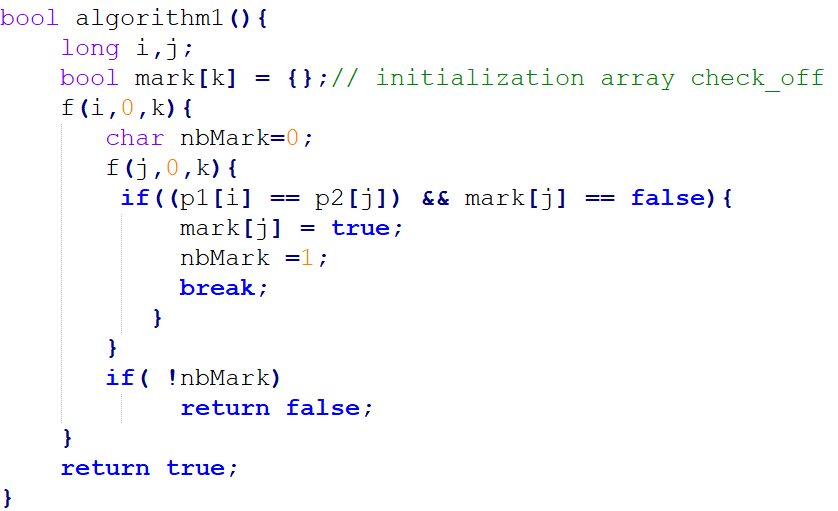 bool algorithm1(){
    long i,j;
    bool mark[k] = {};// initialization array check_off
    f(i,0,k){
       char nbMark=0;
       f(j,0,k){
        if((p1[i] == p2[j]) && mark[j] == false){
            mark[j] = true;
            nbMark =1;
            break;
          }
       }
       if( !nbMark)
            return false;
    }
    return true;
}